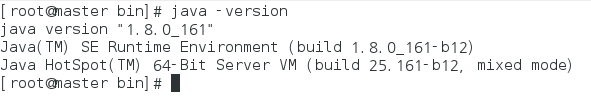 [root@master bin]# java -version
java version "1.8.0_161"
Java(TM) SE Runtime Environment (build 1.8.0_161-b12)
Java HotSpot(TM) 64-Bit Server VM (build 25.161-b12, mixed mode)
[root@master bin]#